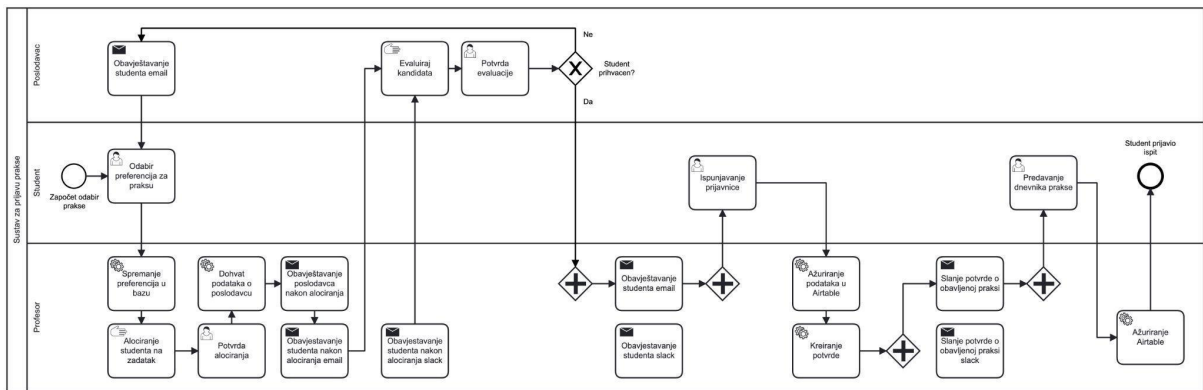 Sustav za prijavu prakse
Poslodavac
Obavještavanje
studenta email
Evaluiraj
kandidata
Potvrda
evaluacije
Ne
Student
prihvacen?
Da
Student
Započet odabir
prakse
Odabir
preferencija za
praksu
Ispunjavanje
prijavnice
Predavanje
dnevnika prakse
Student prijavio
ispit
Profesor
Spremanje
preferencija u
bazu
Dohvat
podataka o
poslodavcu
Obavještavanje
poslodavca
nakon alociranja
Obavještavanje
studenta email
Ažuriranje
podataka u
Airtable
Slanje potvrde o
obavljenoj praksi
Alociranje
studenta na
zadatak
Potvrda
alociranja
Obavjestavanje
studenta nakon
alociranja email
Obavjestavanje
studenta nakon
alociranja slack
Obavjestavanje
studenta slack
Kreiranje
potvrde
Slanje potvrde o
obavljenoj praksi
slack
Ažuriranje
Airtable